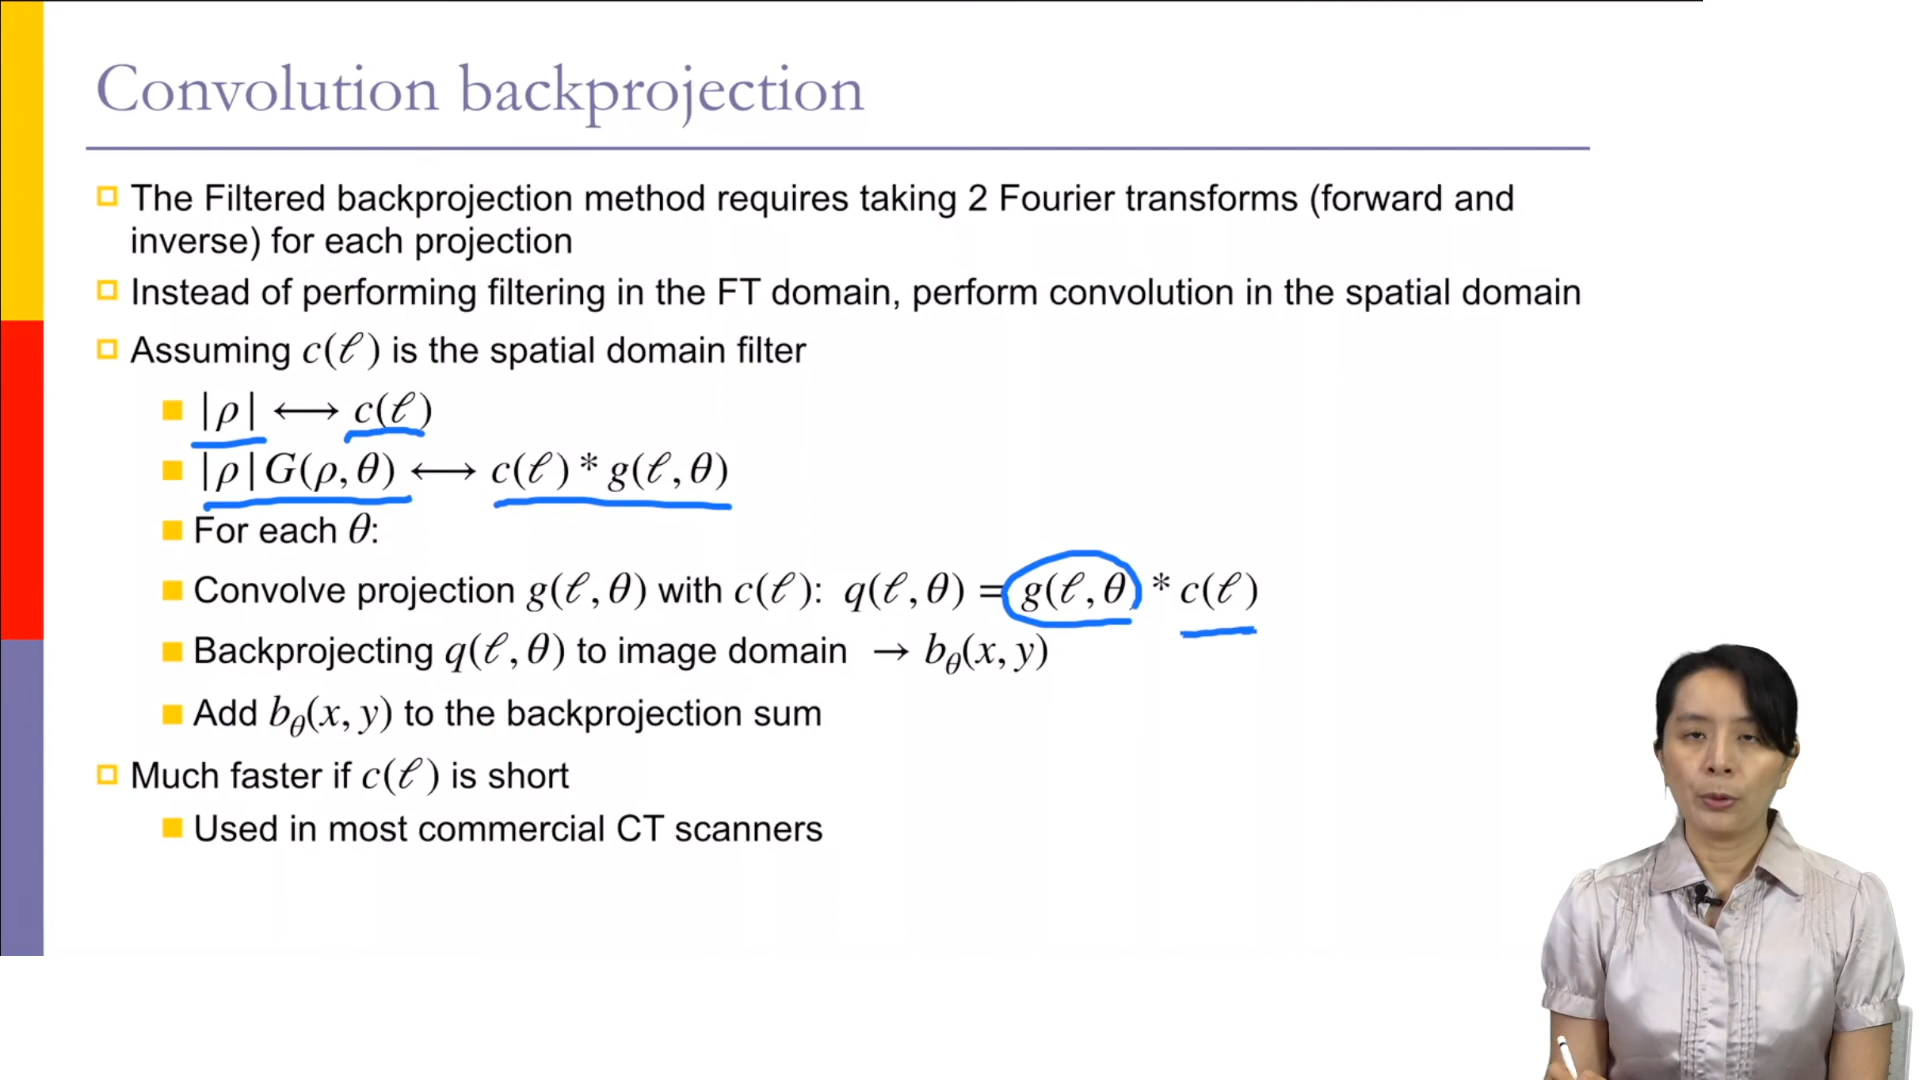 Convolution backprojection
The Filtered backprojection method requires taking 2 Fourier transforms (forward and
inverse) for each projection
Instead of performing filtering in the FT domain, perform convolution in the spatial domain
Assuming c(ℓ) is the spatial domain filter
|ρ| ⟷ c(ℓ)
|ρ|G(ρ, θ) ⟷ c(ℓ) * g(ℓ, θ)
For each θ:
Convolve projection g(ℓ, θ) with c(ℓ): q(ℓ, θ) = g(ℓ, θ) * c(ℓ)
Backprojecting q(ℓ, θ) to image domain → b_θ(x, y)
Add b_θ(x, y) to the backprojection sum
Much faster if c(ℓ) is short
Used in most commercial CT scanners